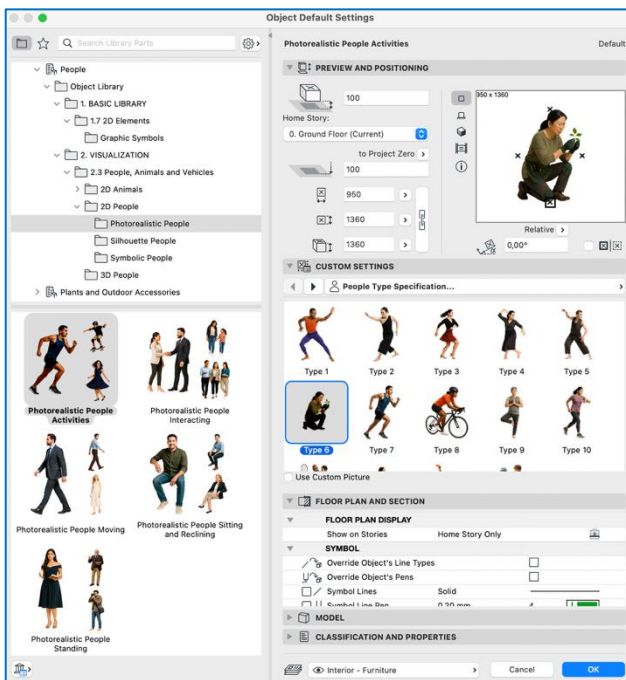 Object Default Settings
Search Library Parts
People
Object Library
1. BASIC LIBRARY
1.7 2D Elements
Graphic Symbols
2. VISUALIZATION
2.3 People, Animals and Vehicles
2D Animals
2D People
Photorealistic People
Silhouette People
Symbolic People
3D People
Plants and Outdoor Accessories
Photorealistic People
Activities
Photorealistic People
Interacting
Photorealistic People Moving
Photorealistic People Sitting
and Reclining
Photorealistic People
Standing
Photorealistic People Activities
Default
PREVIEW AND POSITIONING
100
Home Story:
0. Ground Floor (Current)
to Project Zero
100
950
1360
1360
950 x 1360
Relative
0,00°
CUSTOM SETTINGS
People Type Specification...
Type 1
Type 2
Type 3
Type 4
Type 5
Type 6
Type 7
Type 8
Type 9
Type 10
Use Custom Picture
FLOOR PLAN AND SECTION
FLOOR PLAN DISPLAY
Show on Stories Home Story Only
SYMBOL
Override Object's Line Types
Override Object's Pens
Symbol Lines Solid
Symbol Line Pen 0.20 mm 4
MODEL
CLASSIFICATION AND PROPERTIES
Interior - Furniture
Cancel
OK